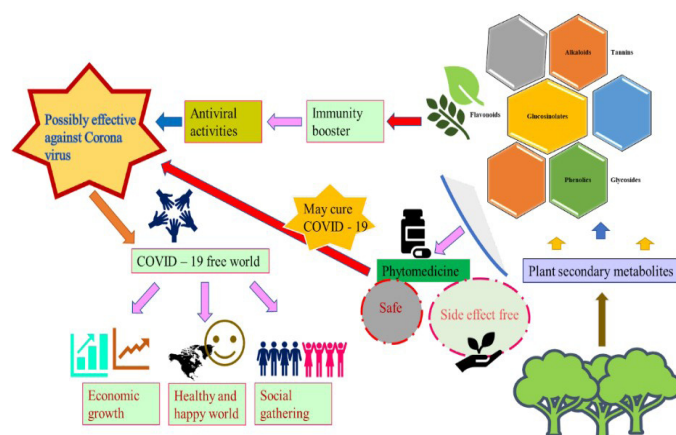 Alkaloids
Tannins
Flavonoids
Glucosinolates
Phenolics
Glycosides
Possibly effective
against Corona
virus
Antiviral
activities
Immunity
booster
May cure
COVID - 19
COVID – 19 free world
Phytomedicine
Plant secondary metabolites
Safe
Side effect free
Economic
growth
Healthy and
happy world
Social
gathering